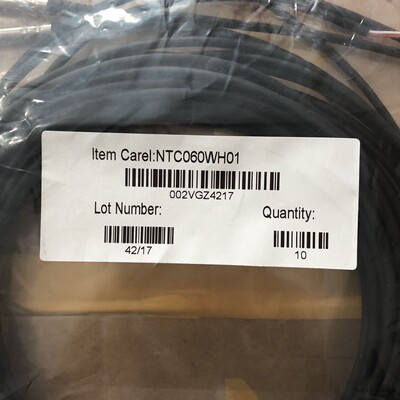 Item Carel:NTC060WH01
002VGZ4217
Lot Number: Quantity:
42/17 10